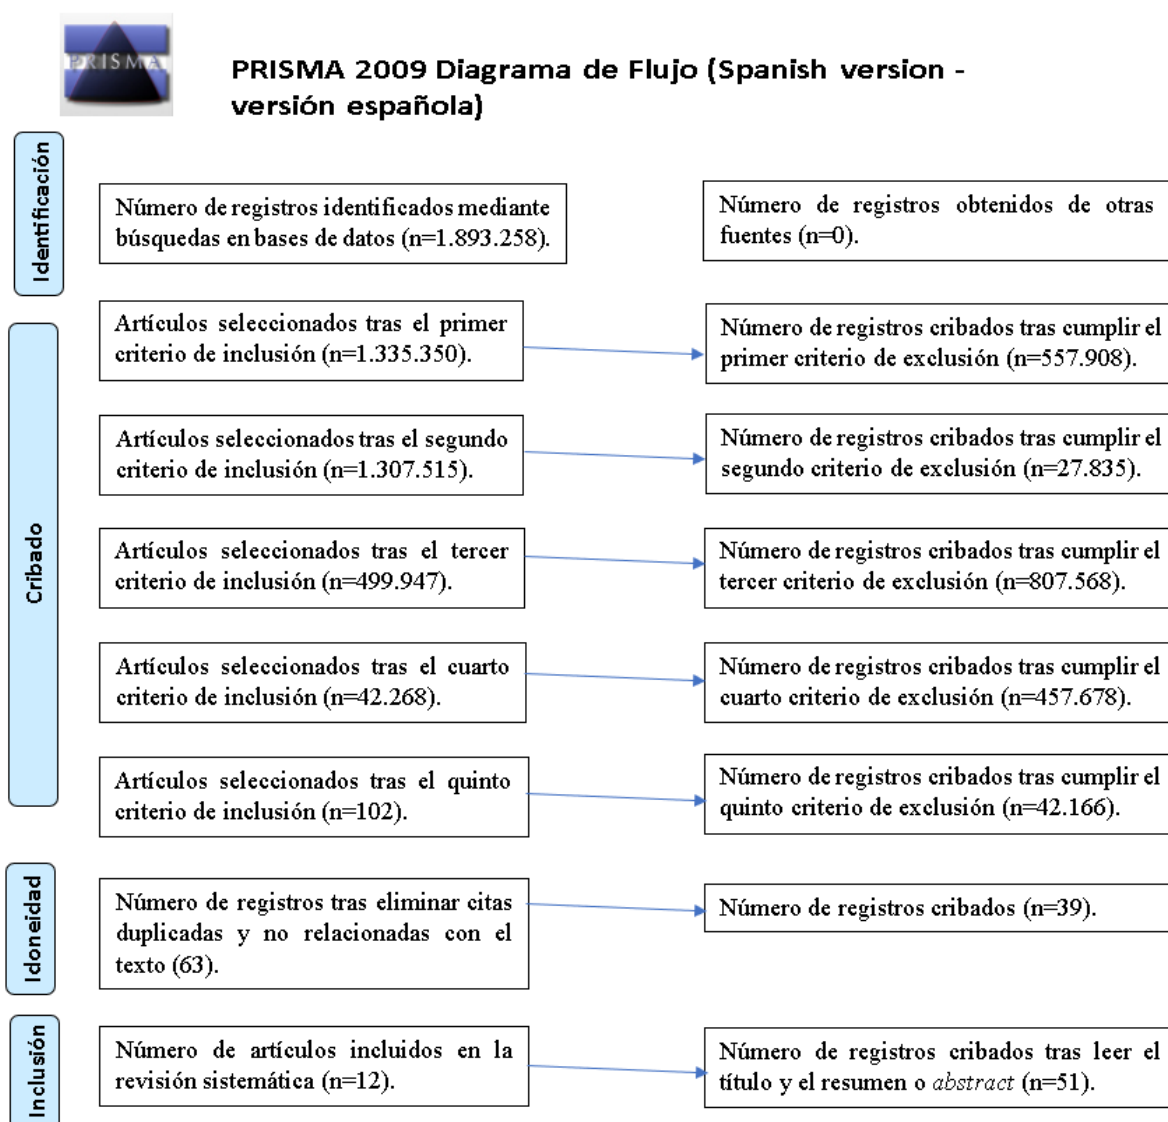 PRISMA
PRISMA 2009 Diagrama de Flujo (Spanish version -
versión española)
Identificación
Número de registros identificados mediante
búsquedas en bases de datos (n=1.893.258).
Número de registros obtenidos de otras
fuentes (n=0).
Cribado
Artículos seleccionados tras el primer
criterio de inclusión (n=1.335.350).
Número de registros cribados tras cumplir el
primer criterio de exclusión (n=557.908).
Artículos seleccionados tras el segundo
criterio de inclusión (n=1.307.515).
Número de registros cribados tras cumplir el
segundo criterio de exclusión (n=27.835).
Artículos seleccionados tras el tercer
criterio de inclusión (n=499.947).
Número de registros cribados tras cumplir el
tercer criterio de exclusión (n=807.568).
Artículos seleccionados tras el cuarto
criterio de inclusión (n=42.268).
Número de registros cribados tras cumplir el
cuarto criterio de exclusión (n=457.678).
Artículos seleccionados tras el quinto
criterio de inclusión (n=102).
Número de registros cribados tras cumplir el
quinto criterio de exclusión (n=42.166).
Idoneidad
Número de registros tras eliminar citas
duplicadas y no relacionadas con el
texto (63).
Número de registros cribados (n=39).
Inclusión
Número de artículos incluidos en la
revisión sistemática (n=12).
Número de registros cribados tras leer el
título y el resumen o abstract (n=51).